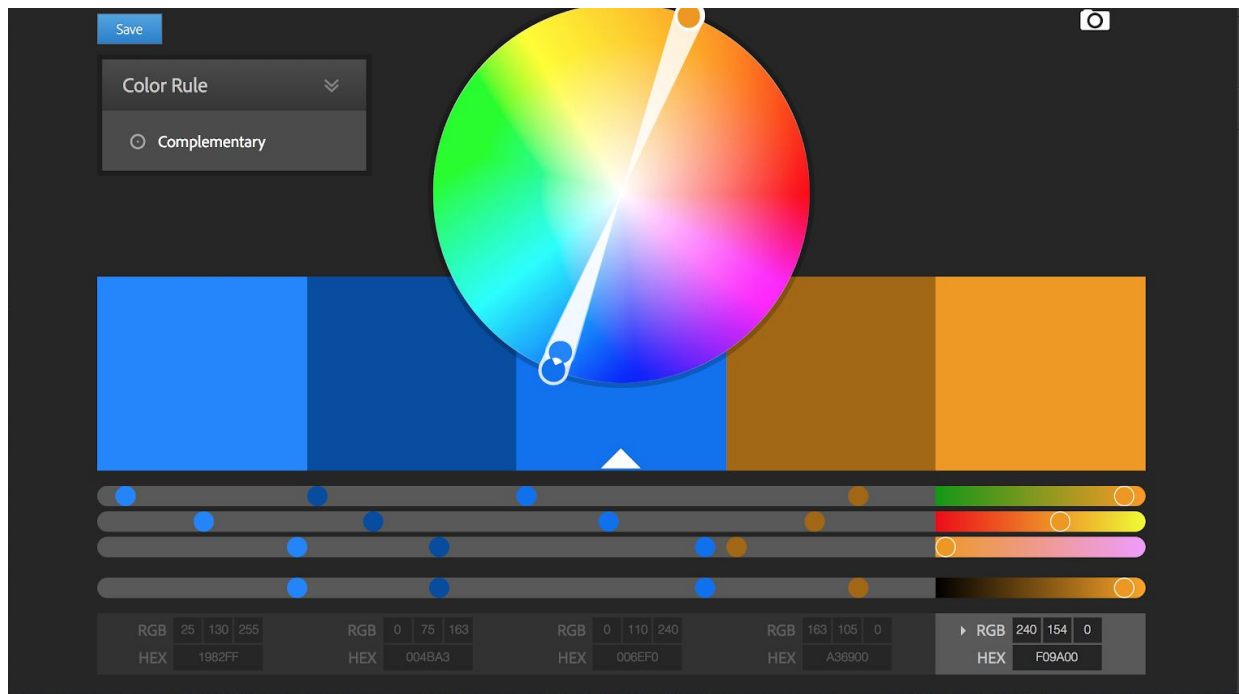 Save
Color Rule
Complementary
RGB 25 130 255 RGB 0 75 163 RGB 0 110 240 RGB 163 105 0 RGB 240 154 0
HEX 1982FF HEX 004BA3 HEX 006EF0 HEX A36900 HEX F09A00